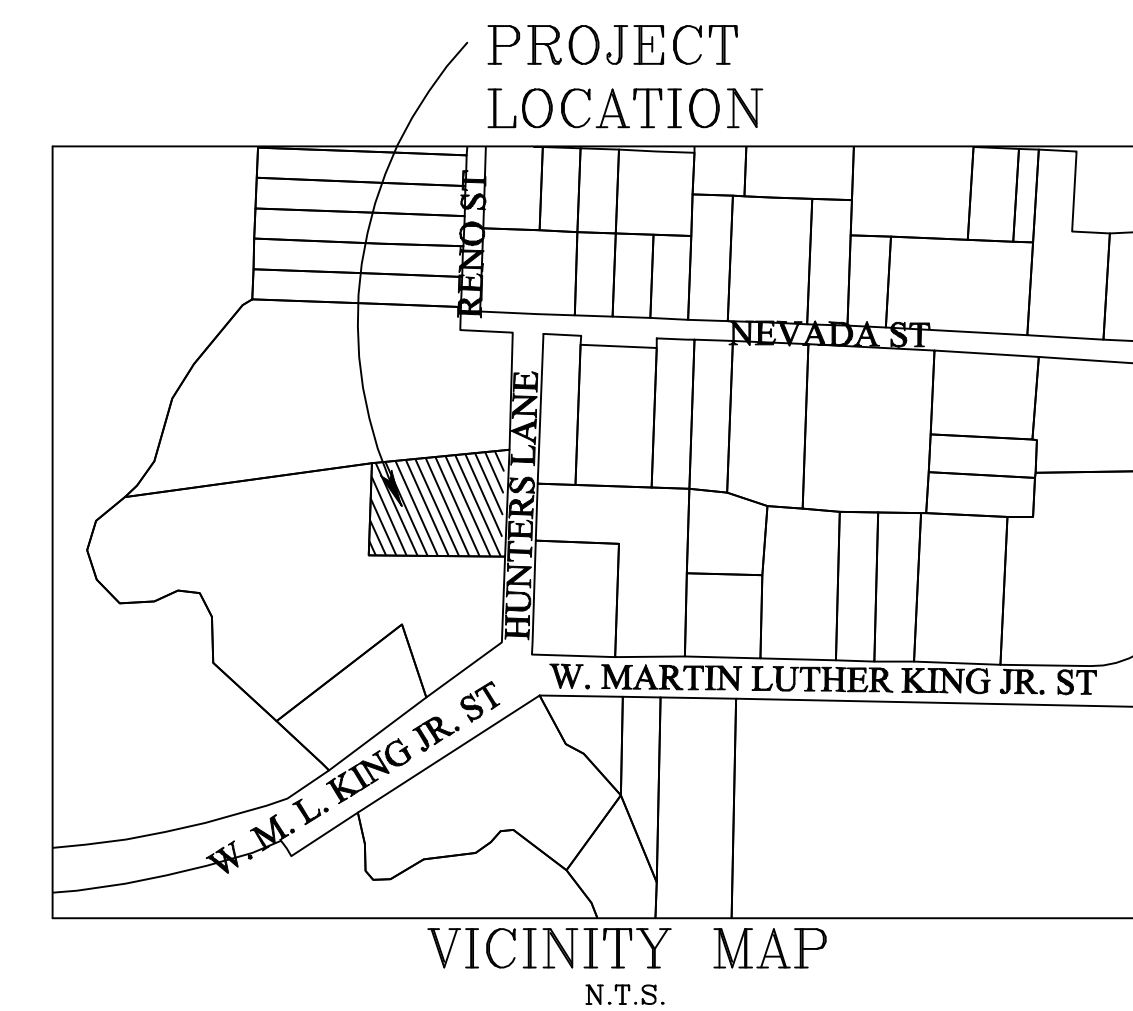 PROJECT
LOCATION
RENO ST
NEVADA ST
HUNTERS LANE
W. MARTIN LUTHER KING JR. ST
W. M. L. KING JR. ST
VICINITY MAP
N.T.S.